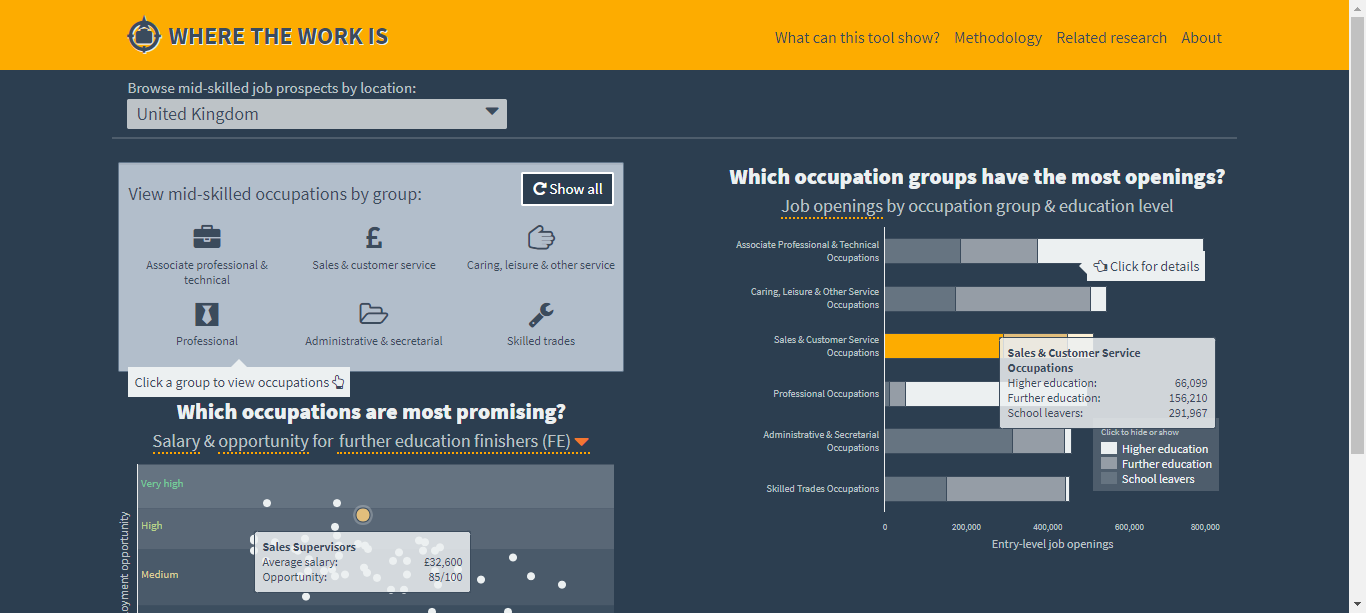 WHERE THE WORK IS
What can this tool show? Methodology Related research About
Browse mid-skilled job prospects by location:
United Kingdom
View mid-skilled occupations by group:
Show all
Associate professional &
technical
Sales & customer service
Caring, leisure & other service
Professional
Administrative & secretarial
Skilled trades
Click a group to view occupations
Which occupations are most promising?
Salary & opportunity for further education finishers (FE)
Very high
High
Medium
Sales Supervisors
Average salary: £32,600
Opportunity: 85/100
Which occupation groups have the most openings?
Job openings by occupation group & education level
Associate Professional & Technical
Occupations
Click for details
Caring, Leisure & Other Service
Occupations
Sales & Customer Service
Occupations
Sales & Customer Service
Occupations
Higher education: 66,099
Further education: 156,210
School leavers: 291,967
Professional Occupations
Administrative & Secretarial
Occupations
Click to hide or show
Higher education
Further education
School leavers
Skilled Trades Occupations
0 200,000 400,000 600,000 800,000
Entry-level job openings